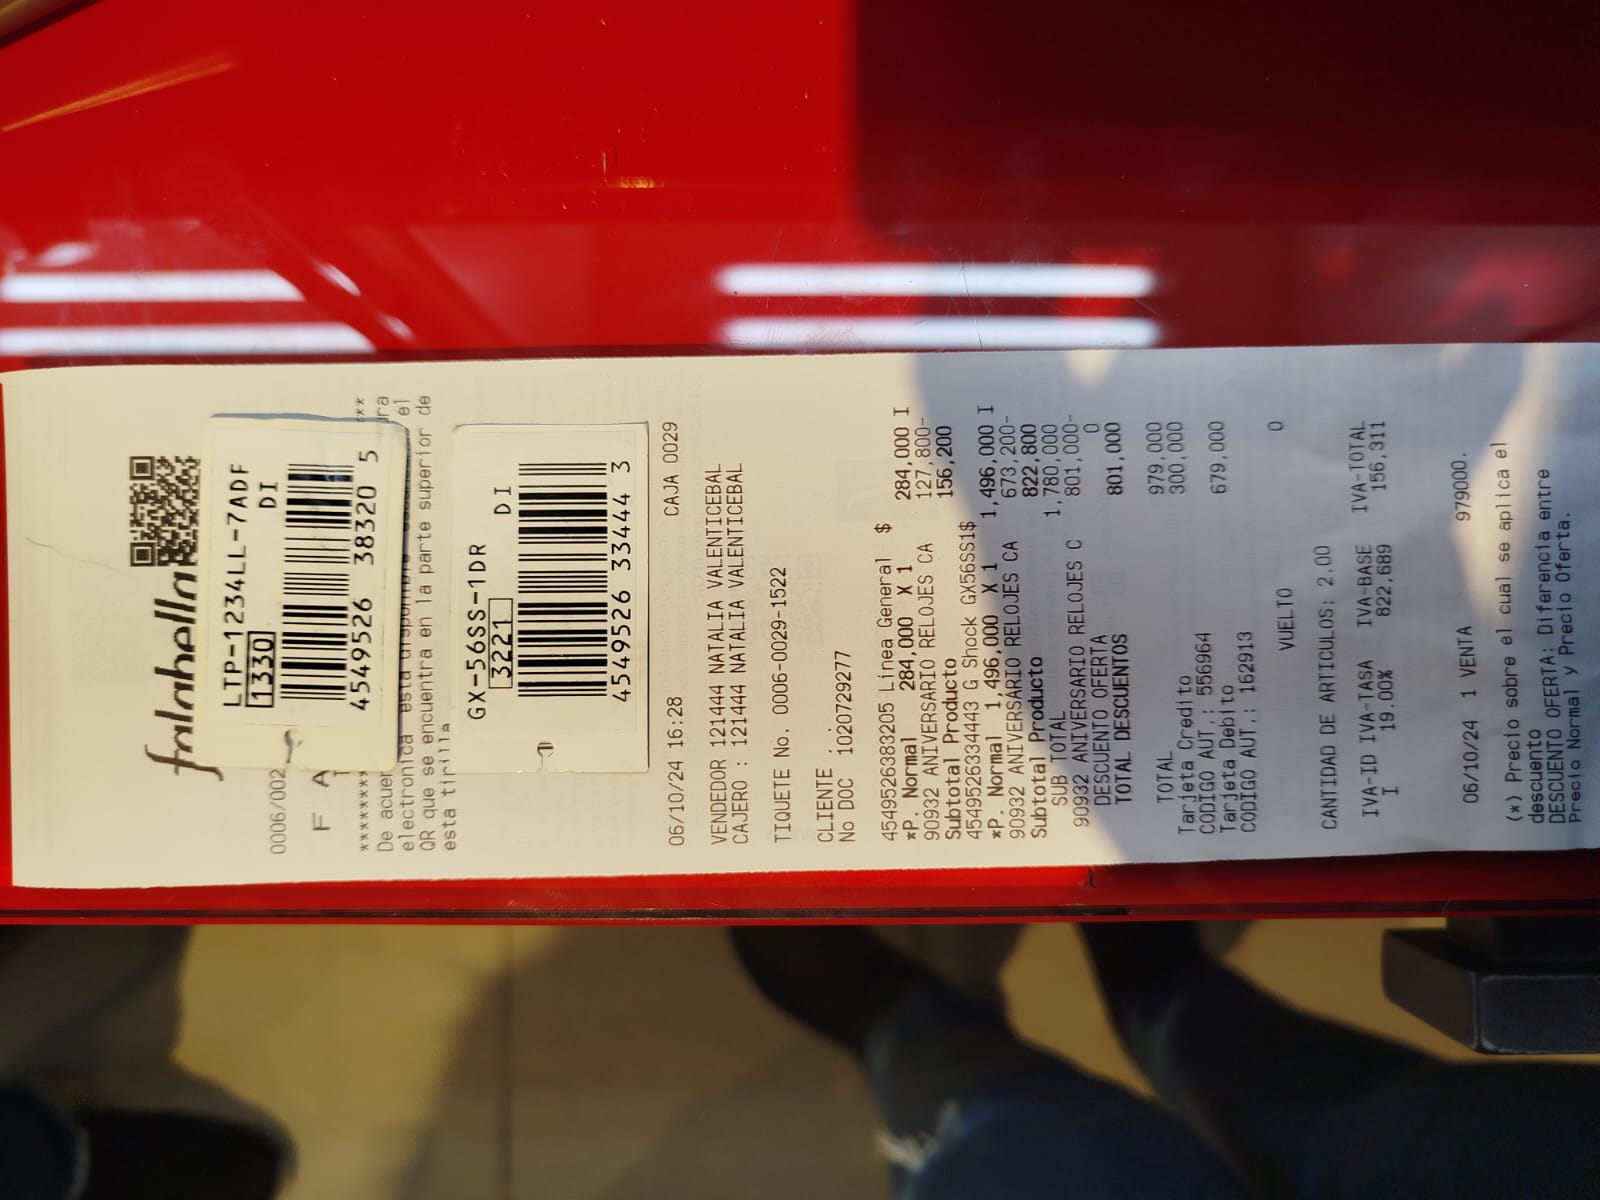 falabella
LTP-1234LL-7ADF
1330 DI
4549526 38320 5
0006/002
F A
*******
**
De acuer
ra
electronica esta disponible
el
QR que se encuentra en la parte superior de
esta tirilla
GX-56SS-1DR
3221 DI
4549526 33444 3
06/10/24 16:28 CAJA 0029
VENDEDOR 121444 NATALIA VALENTICEBAL
CAJERO : 121444 NATALIA VALENTICEBAL
TIQUETE No. 0006-0029-1522
CLIENTE : .
No DOC 1020729277
4549526383205 Linea General $ 284,000 I
*P. Normal 284,000 X 1 127,800-
90932 ANIVERSARIO RELOJES CA
Subtotal Producto 156,200
4549526334443 G Shock GX56SS1$ 1,496,000 I
*P. Normal 1,496,000 X 1
90932 ANIVERSARIO RELOJES CA 673,200-
Subtotal Producto 822,800
SUB TOTAL 1,780,000
90932 ANIVERSARIO RELOJES C 801,000-
DESCUENTO OFERTA 0
TOTAL DESCUENTOS 801,000
TOTAL 979,000
Tarjeta Credito 300,000
CODIGO AUT.: 556964
Tarjeta Debito 679,000
CODIGO AUT.: 162913
VUELTO 0
CANTIDAD DE ARTICULOS: 2.00
IVA-ID IVA-TASA IVA-BASE IVA-TOTAL
I 19.00% 822,689 156,311
06/10/24 1 VENTA 979000.
(*) Precio sobre el cual se aplica el
descuento
DESCUENTO OFERTA: Diferencia entre
Precio Normal y Precio Oferta.